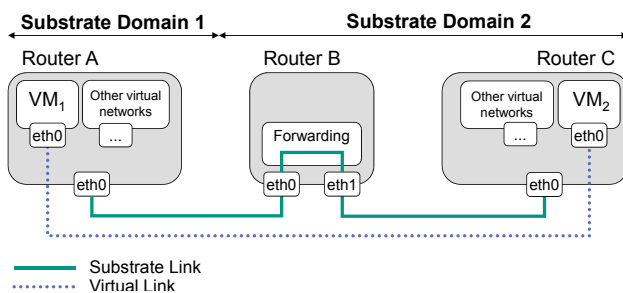 Substrate Domain 1
Substrate Domain 2
Router A
Router B
Router C
VM1
Other virtual
networks
...
eth0
Forwarding
Other virtual
networks
...
VM2
eth0
eth0
eth0
eth1
eth0
Substrate Link
Virtual Link